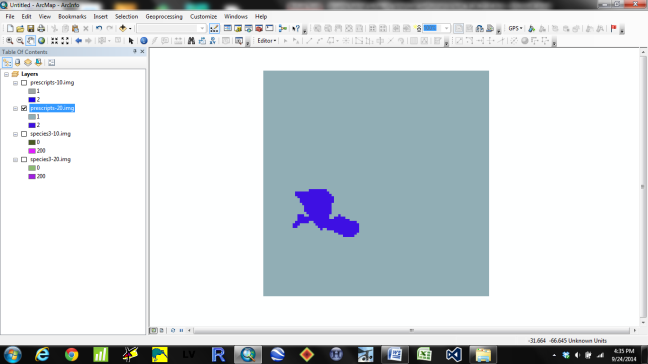 Untitled - ArcMap - ArcInfo
File Edit View Bookmarks Insert Selection Geoprocessing Customize Windows Help
GPS
Editor
Table Of Contents
Layers
prescripts-10.img
1
2
prescripts-20.img
1
2
species3-10.img
0
200
species3-20.img
0
200
-31.664 -66.645 Unknown Units
LV
R
H
4:35 PM
9/24/2014